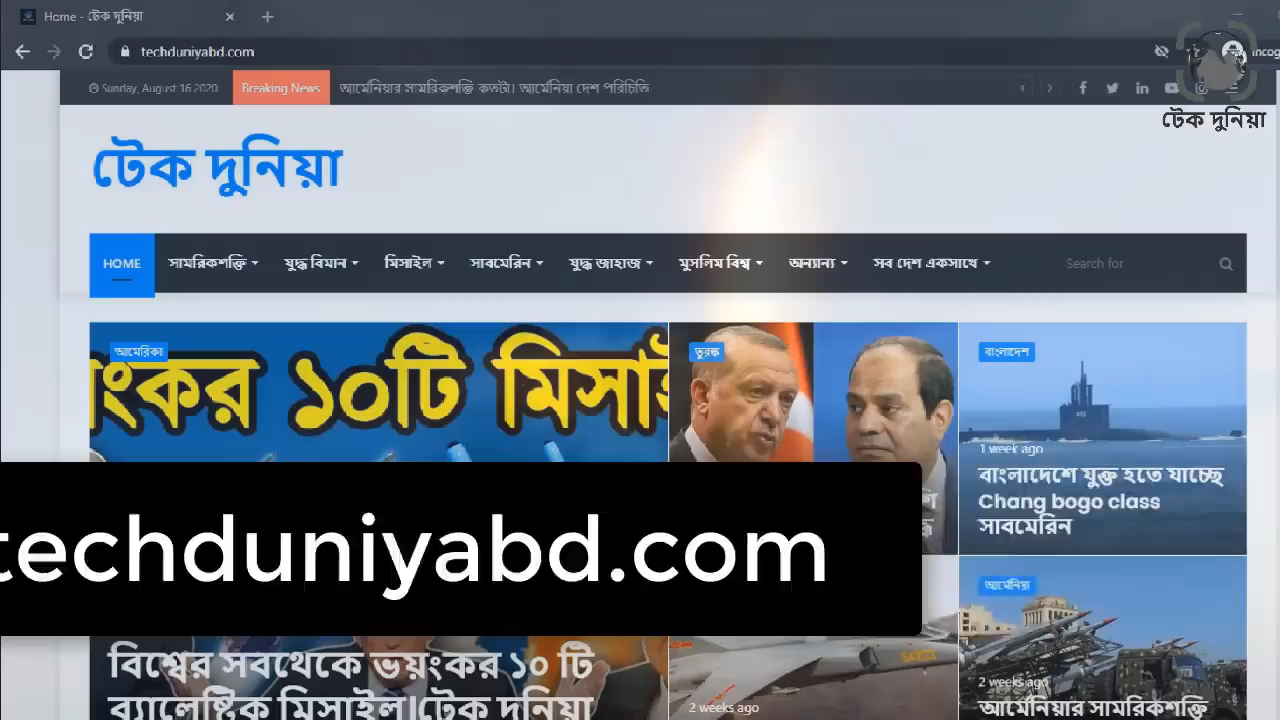 Home - টেক দুনিয়া
techduniyabd.com
Sunday, August 16 2020
Breaking News
আর্মেনিয়ার সামরিকশক্তি কতটা। আর্মেনিয়া দেশ পরিচিতি
টেক দুনিয়া
টেক দুনিয়া
HOME
সামরিকশক্তি
যুদ্ধ বিমান
মিসাইল
সাবমেরিন
যুদ্ধ জাহাজ
মুসলিম বিশ্ব
অন্যান্য
সব দেশ একসাথে
Search for
আমেরিকা
ংকর ১০টি মিসাই
তুরস্ক
বাংলাদেশ
1 week ago
বাংলাদেশে যুক্ত হতে যাচ্ছে
Chang bogo class
সাবমেরিন
techduniyabd.com
বিশ্বের সবথেকে ভয়ংকর ১০ টি
ব্যালেষ্টিক মিসাইল।টেক দুনিয়া
2 weeks ago
আর্মেনিয়া
2 weeks ago
আর্মেনিয়ার সামরিকশক্তি